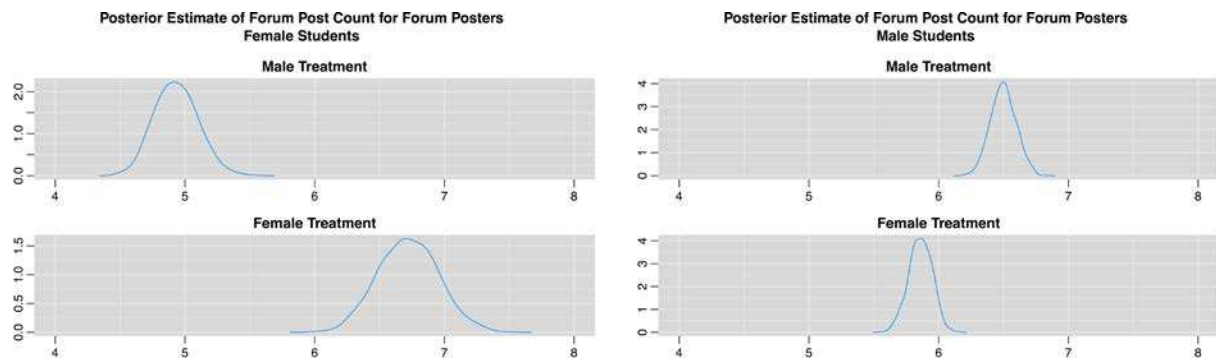 Posterior Estimate of Forum Post Count for Forum Posters
Female Students
Male Treatment
0.0 1.0 2.0
4 5 6 7 8
Female Treatment
0.0 0.5 1.0 1.5
4 5 6 7 8
Posterior Estimate of Forum Post Count for Forum Posters
Male Students
Male Treatment
0 1 2 3 4
4 5 6 7 8
Female Treatment
0 1 2 3 4
4 5 6 7 8